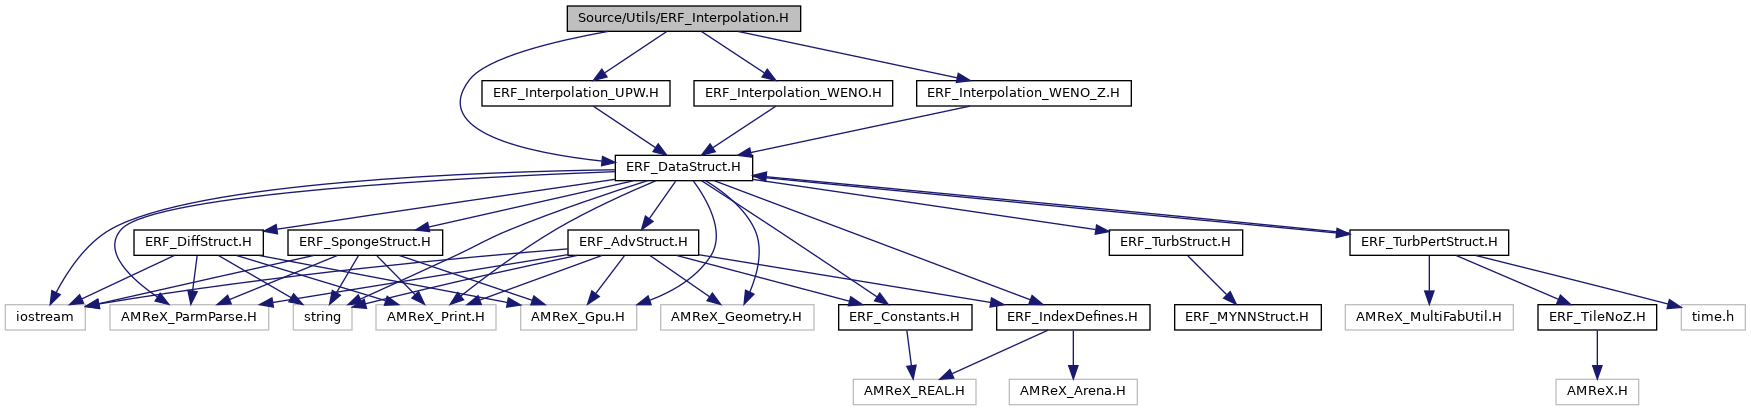 Source/Utils/ERF_Interpolation.H
ERF_Interpolation_UPW.H
ERF_Interpolation_WENO.H
ERF_Interpolation_WENO_Z.H
ERF_DataStruct.H
ERF_DiffStruct.H
ERF_SpongeStruct.H
ERF_AdvStruct.H
ERF_TurbStruct.H
ERF_TurbPertStruct.H
iostream
AMReX_ParmParse.H
string
AMReX_Print.H
AMReX_Gpu.H
AMReX_Geometry.H
ERF_Constants.H
ERF_IndexDefines.H
ERF_MYNNStruct.H
AMReX_MultiFabUtil.H
ERF_TileNoZ.H
time.h
AMReX_REAL.H
AMReX_Arena.H
AMReX.H